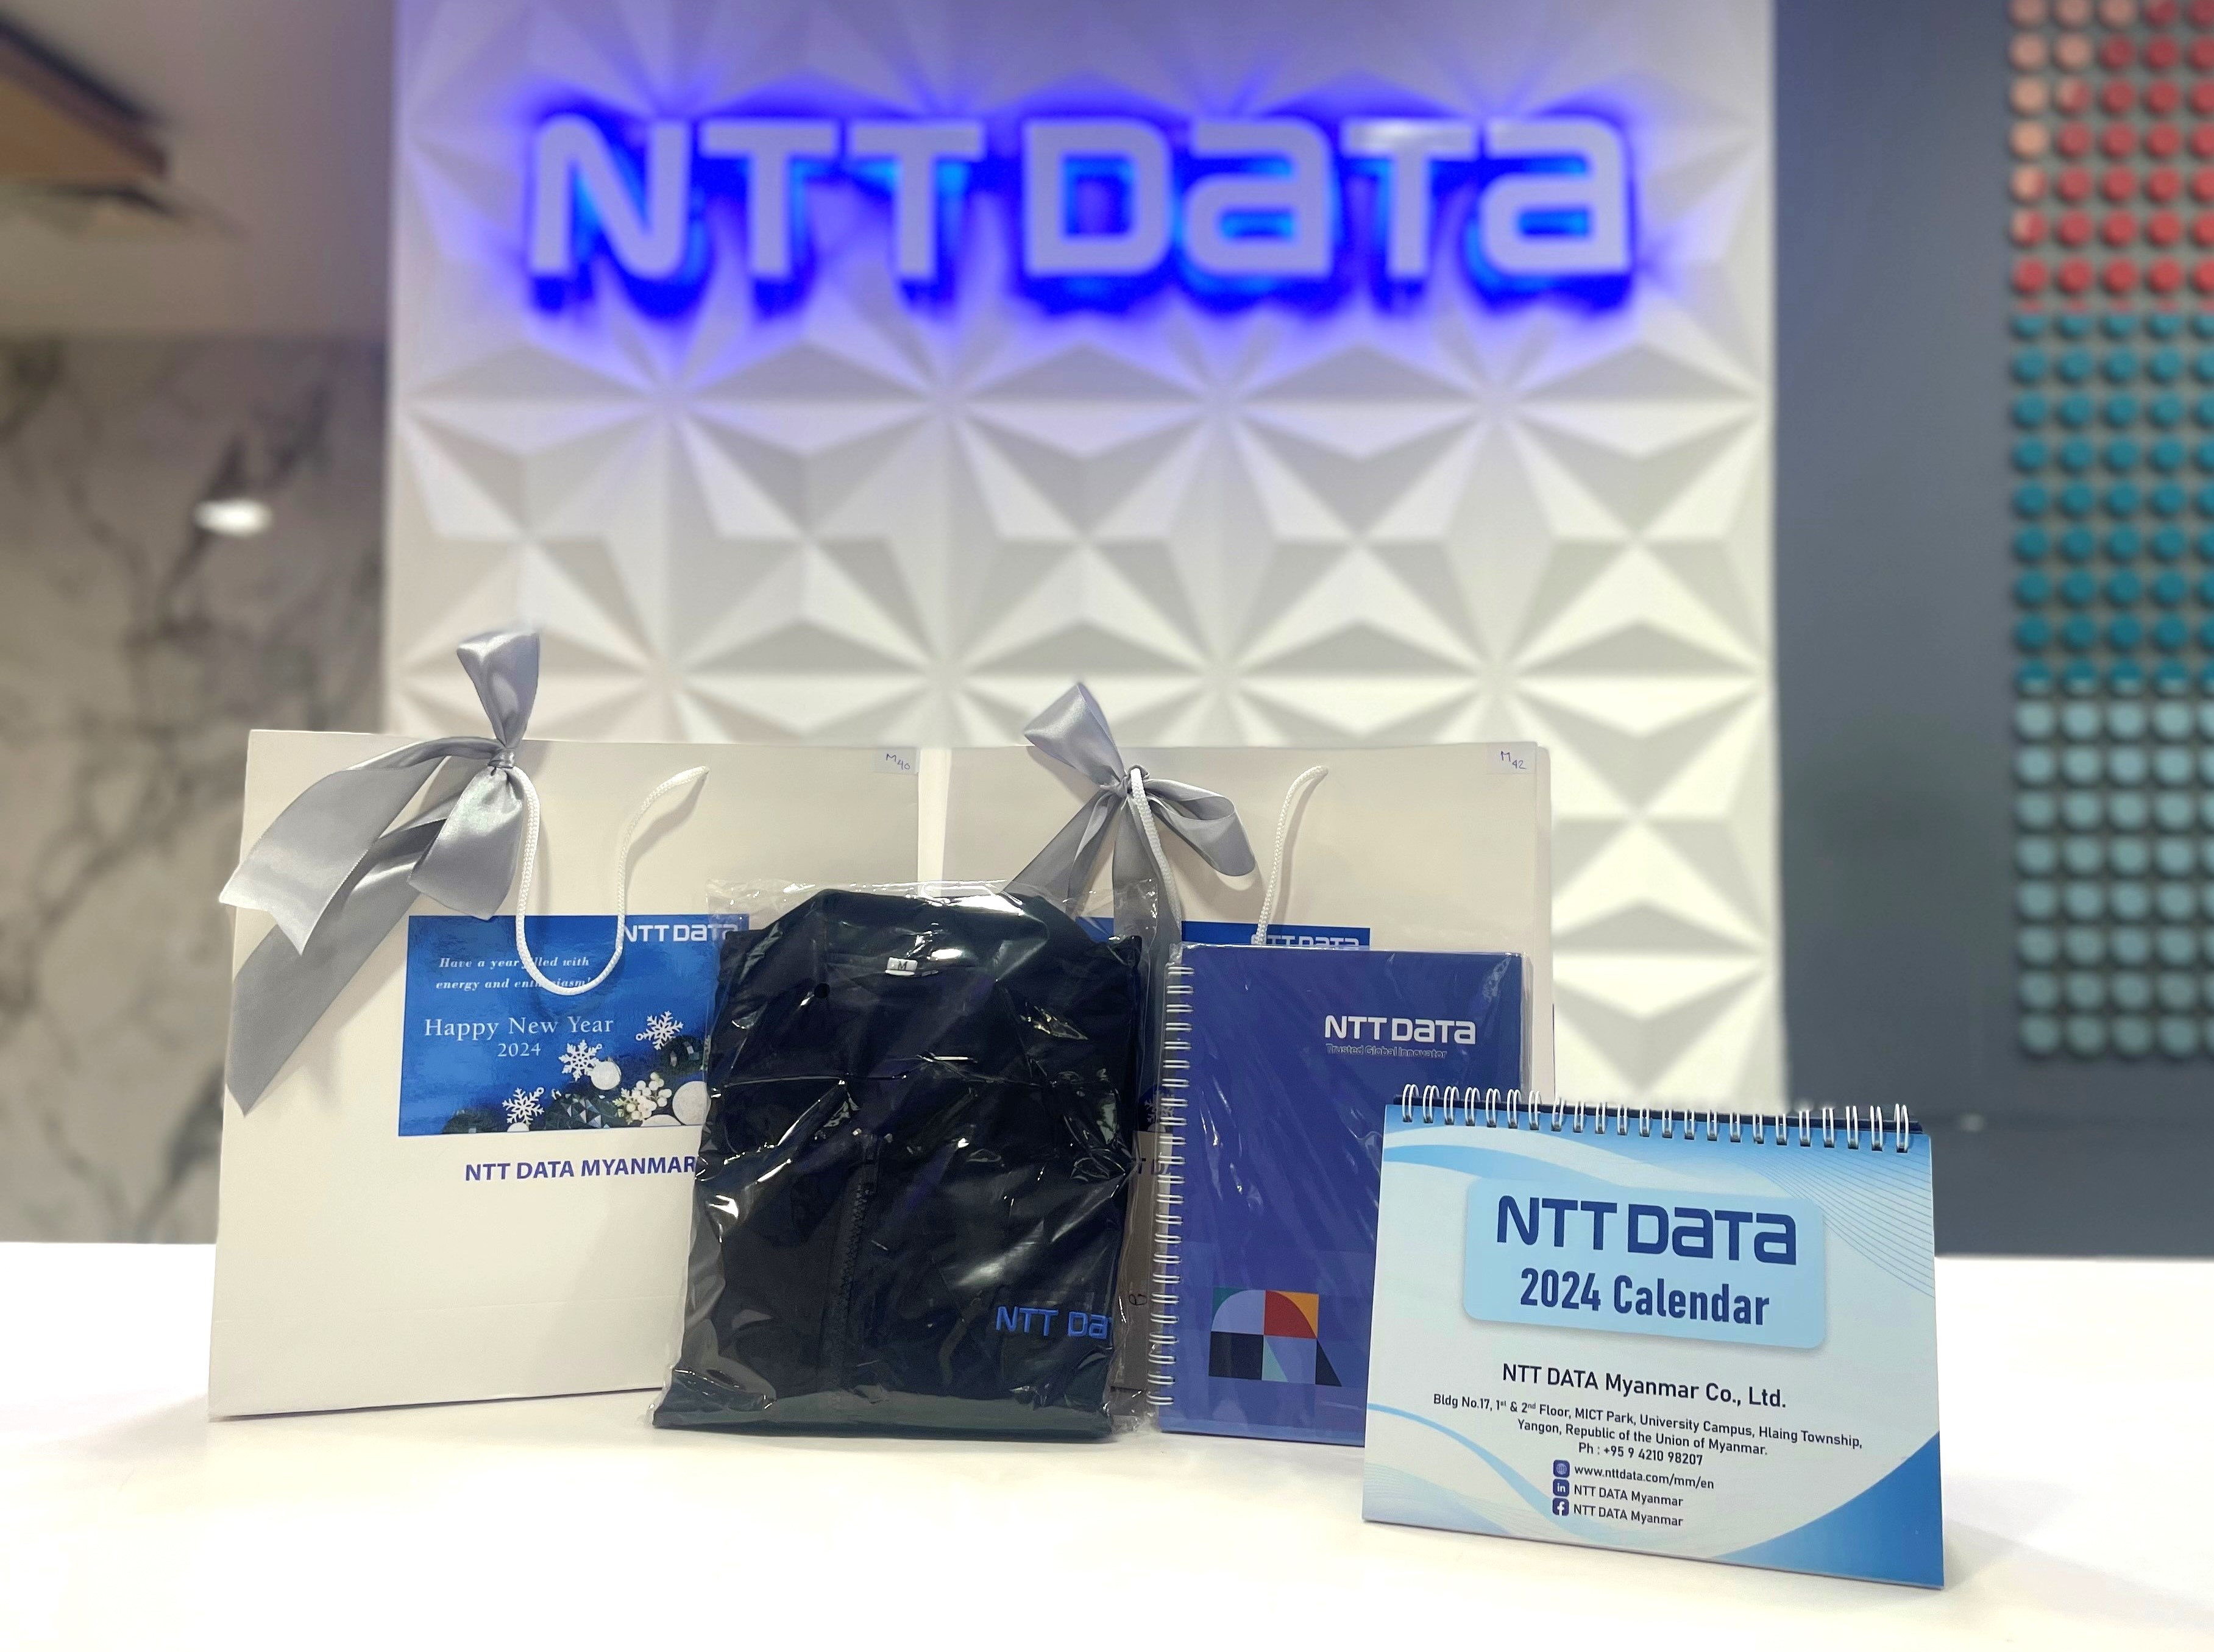 NTT DATA
M40
M42
NTT DATA
Have a year filled with
energy and enthusiasm!
Happy New Year
2024
NTT DATA MYANMAR
NTT DATA
M
NTT Da
NTT DATA
Trusted Global Innovator
NTT DATA
2024 Calendar
NTT DATA Myanmar Co., Ltd.
Bldg No.17, 1st & 2nd Floor, MICT Park, University Campus, Hlaing Township,
Yangon, Republic of the Union of Myanmar.
Ph : +95 9 4210 98207
www.nttdata.com/mm/en
in NTT DATA Myanmar
f NTT DATA Myanmar